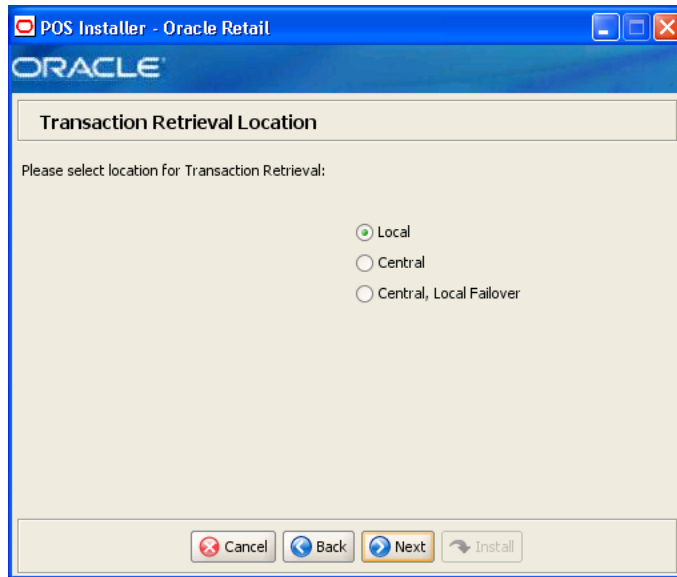 POS Installer - Oracle Retail
ORACLE
Transaction Retrieval Location
Please select location for Transaction Retrieval:
Local
Central
Central, Local Failover
Cancel Back Next Install